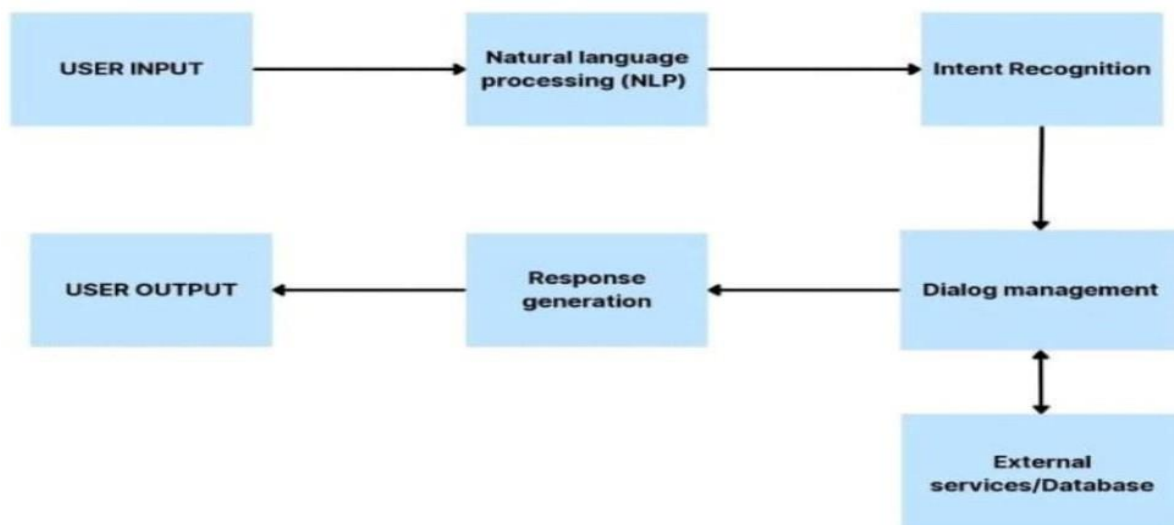 USER INPUT
Natural language
processing (NLP)
Intent Recognition
USER OUTPUT
Response
generation
Dialog management
External
services/Database